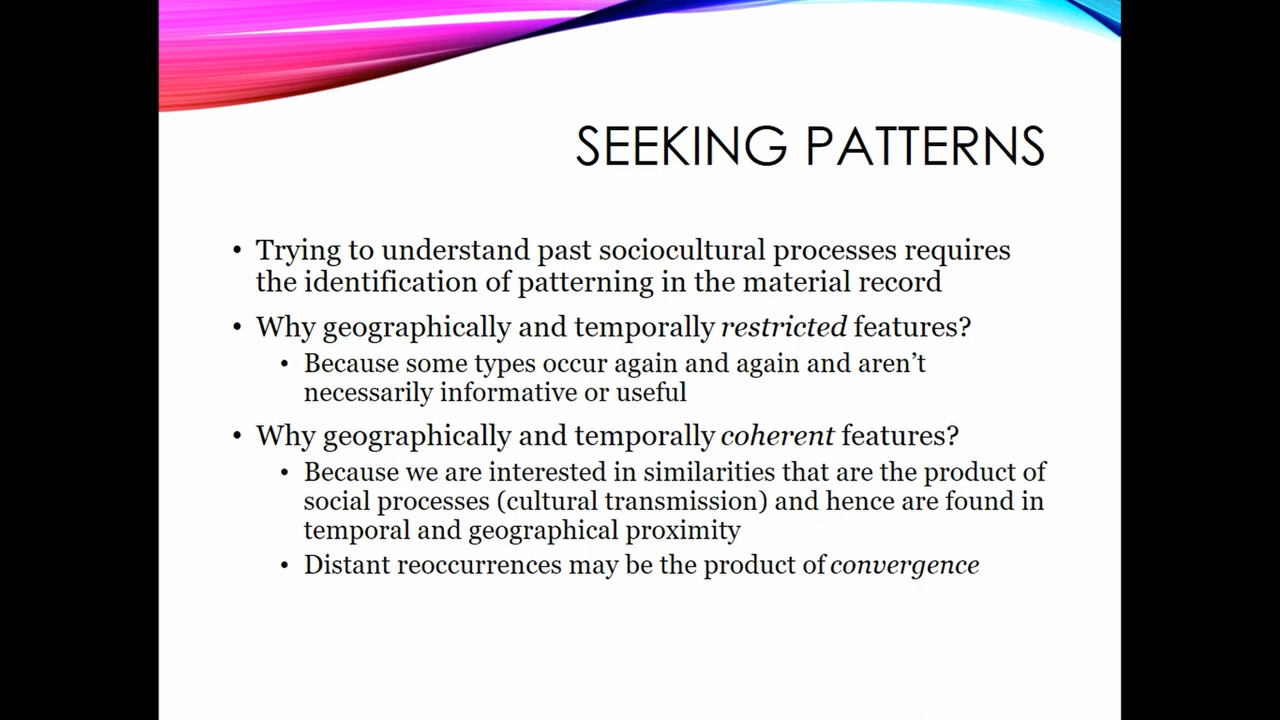 SEEKING PATTERNS
• Trying to understand past sociocultural processes requires
the identification of patterning in the material record
• Why geographically and temporally restricted features?
• Because some types occur again and again and aren’t
necessarily informative or useful
• Why geographically and temporally coherent features?
• Because we are interested in similarities that are the product of
social processes (cultural transmission) and hence are found in
temporal and geographical proximity
• Distant reoccurrences may be the product of convergence